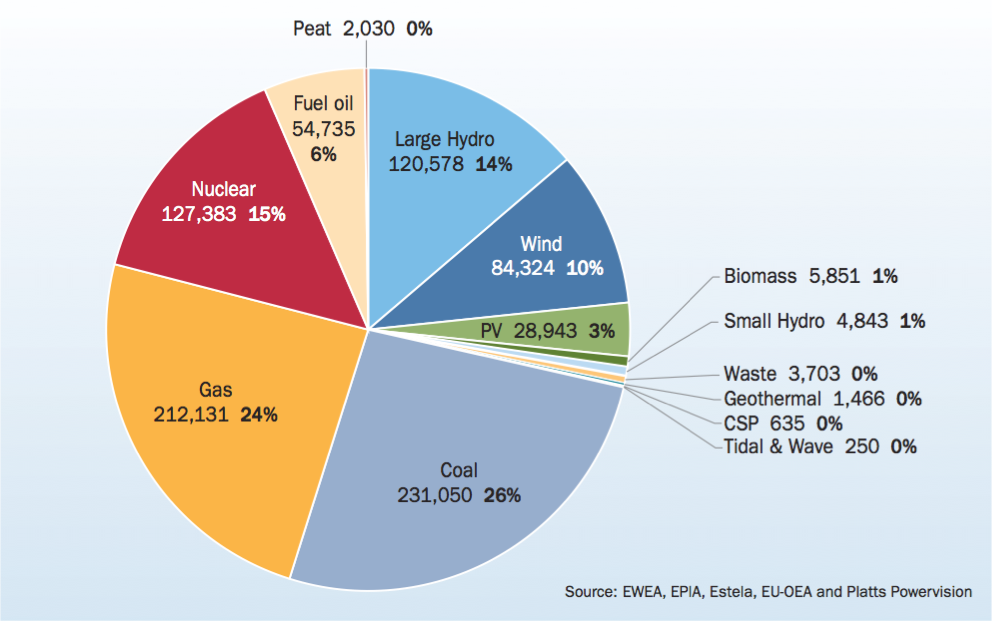 Peat 2,030 0%
Fuel oil
54,735
6%
Large Hydro
120,578 14%
Nuclear
127,383 15%
Wind
84,324 10%
Biomass 5,851 1%
Small Hydro 4,843 1%
PV 28,943 3%
Waste 3,703 0%
Geothermal 1,466 0%
CSP 635 0%
Tidal & Wave 250 0%
Gas
212,131 24%
Coal
231,050 26%
Source: EWEA, EPIA, Estela, EU-OEA and Platts Powervision